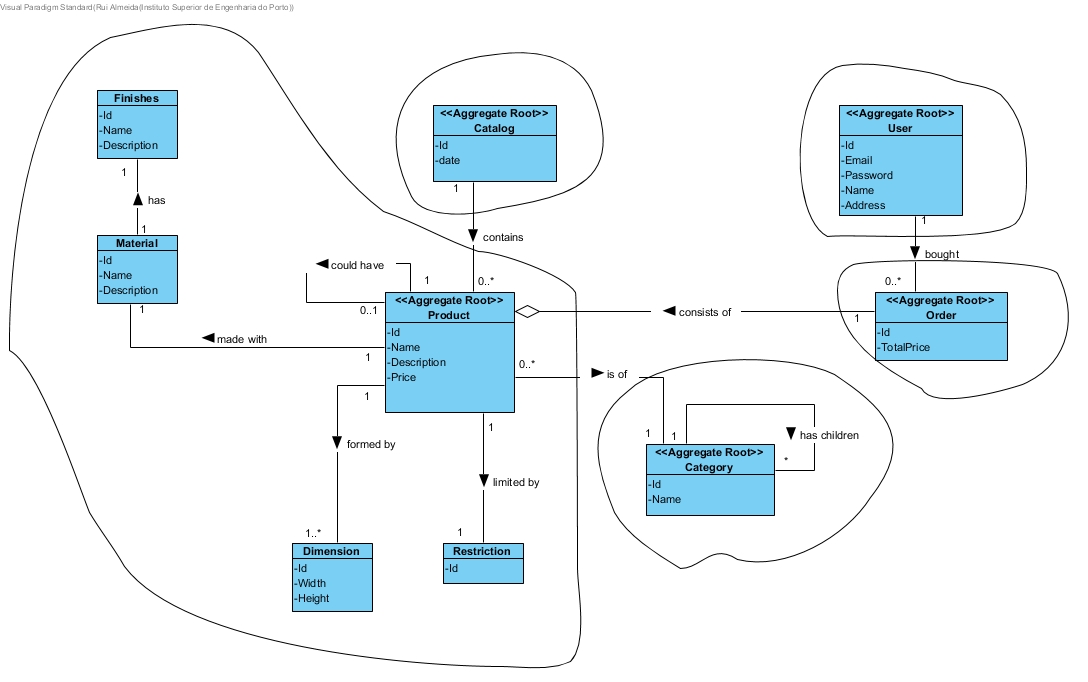 Visual Paradigm Standard(Rui Almeida(Instituto Superior de Engenharia do Porto))
Finishes
-Id
-Name
-Description
1
has
1
Material
-Id
-Name
-Description
1
made with
1
<<Aggregate Root>>
Catalog
-Id
-date
1
contains
0..*
could have
1
0..1
<<Aggregate Root>>
Product
-Id
-Name
-Description
-Price
<<Aggregate Root>>
User
-Id
-Email
-Password
-Name
-Address
1
bought
0..*
<<Aggregate Root>>
Order
-Id
-TotalPrice
1
consists of
0..*
is of
1
1
has children
*
<<Aggregate Root>>
Category
-Id
-Name
1
formed by
1..*
Dimension
-Id
-Width
-Height
1
limited by
1
Restriction
-Id